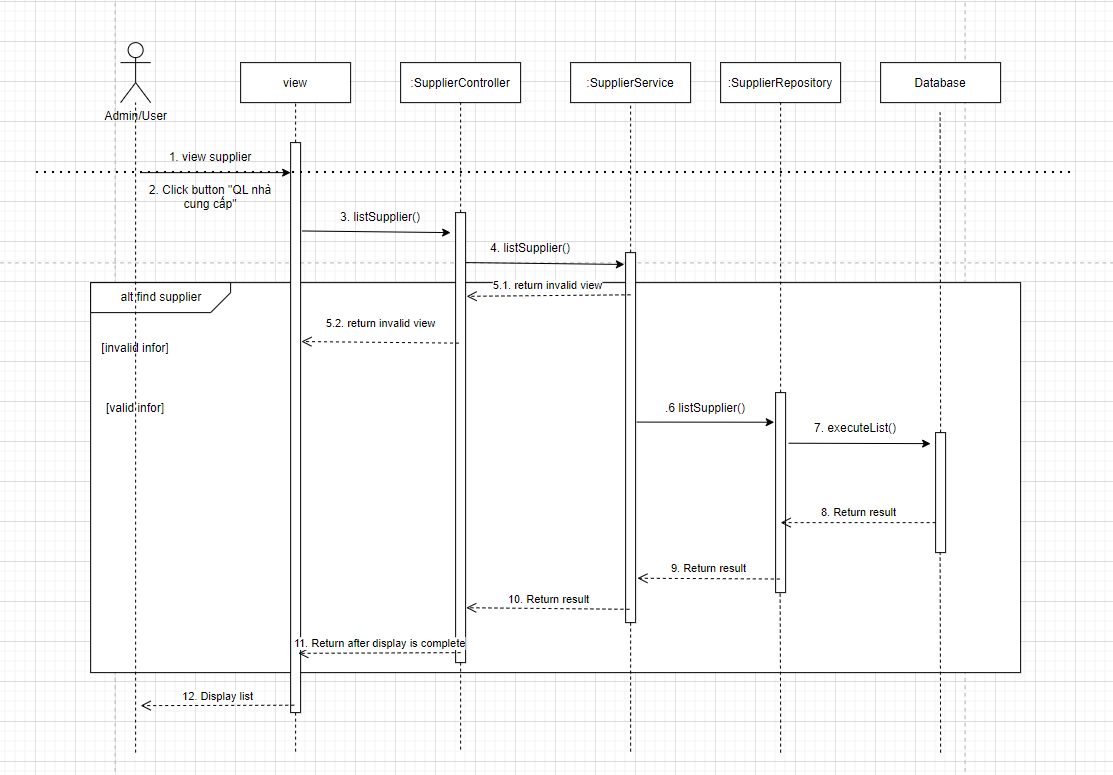 Admin/User
view
:SupplierController
:SupplierService
:SupplierRepository
Database
1. view supplier
2. Click button "QL nhà
cung cấp"
3. listSupplier()
4. listSupplier()
alt find supplier
5.1. return invalid view
5.2. return invalid view
[invalid infor]
[valid infor]
.6 listSupplier()
7. executeList()
8. Return result
9. Return result
10. Return result
11. Return after display is complete
12. Display list